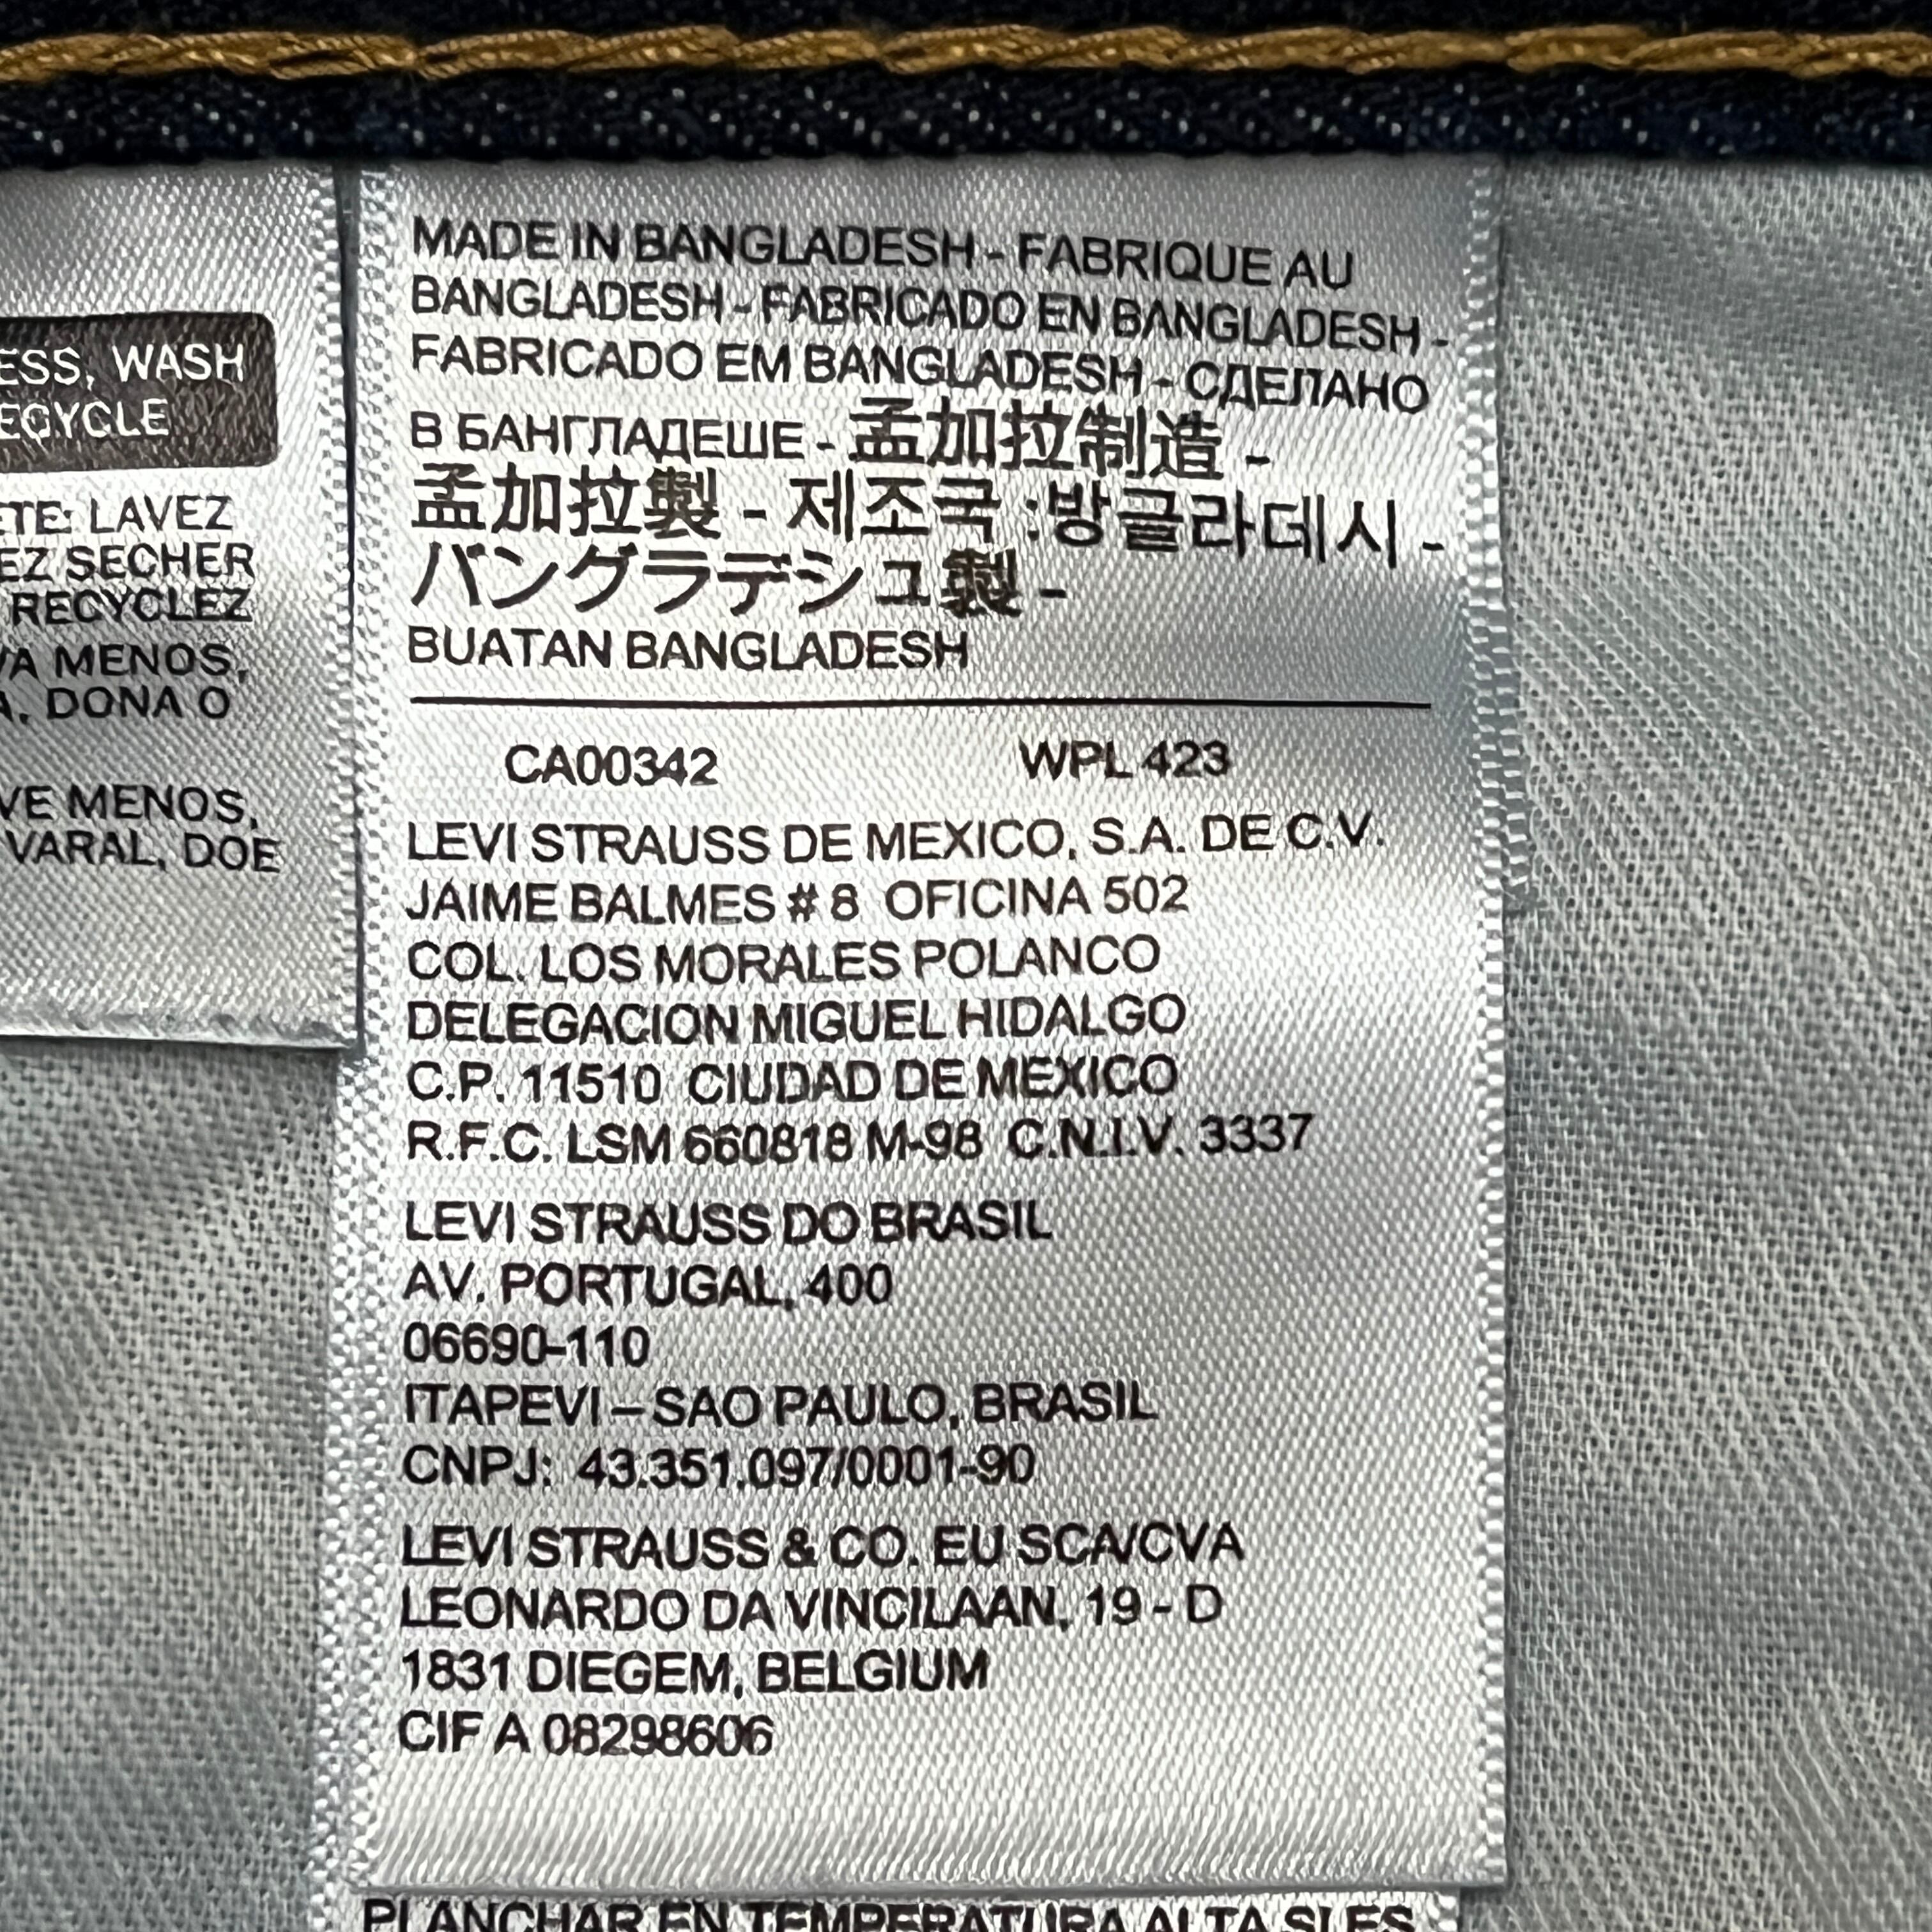 ESS, WASH
ECYCLE
ETE: LAVEZ
EZ SECHER
RECYCLEZ
VA MENOS,
A, DONA O
VE MENOS,
VARAL, DOE
MADE IN BANGLADESH - FABRIQUE AU
BANGLADESH - FABRICADO EN BANGLADESH -
FABRICADO EM BANGLADESH - СДЕЛАНО
В БАНГЛАДЕШЕ - 孟加拉制造 -
孟加拉製 - 제조국 :방글라데시 -
バングラデシュ製 -
BUATAN BANGLADESH
CA00342 WPL 423
LEVI STRAUSS DE MEXICO, S.A. DE C.V.
JAIME BALMES # 8 OFICINA 502
COL. LOS MORALES POLANCO
DELEGACION MIGUEL HIDALGO
C.P. 11510 CIUDAD DE MEXICO
R.F.C. LSM 660818 M-98 C.N.I.V. 3337
LEVI STRAUSS DO BRASIL
AV. PORTUGAL, 400
06690-110
ITAPEVI – SAO PAULO, BRASIL
CNPJ: 43.351.097/0001-90
LEVI STRAUSS & CO. EU SCA/CVA
LEONARDO DA VINCILAAN, 19 - D
1831 DIEGEM, BELGIUM
CIF A 08298606
PLANCHAR EN TEMPERATURA ALTA SI ES